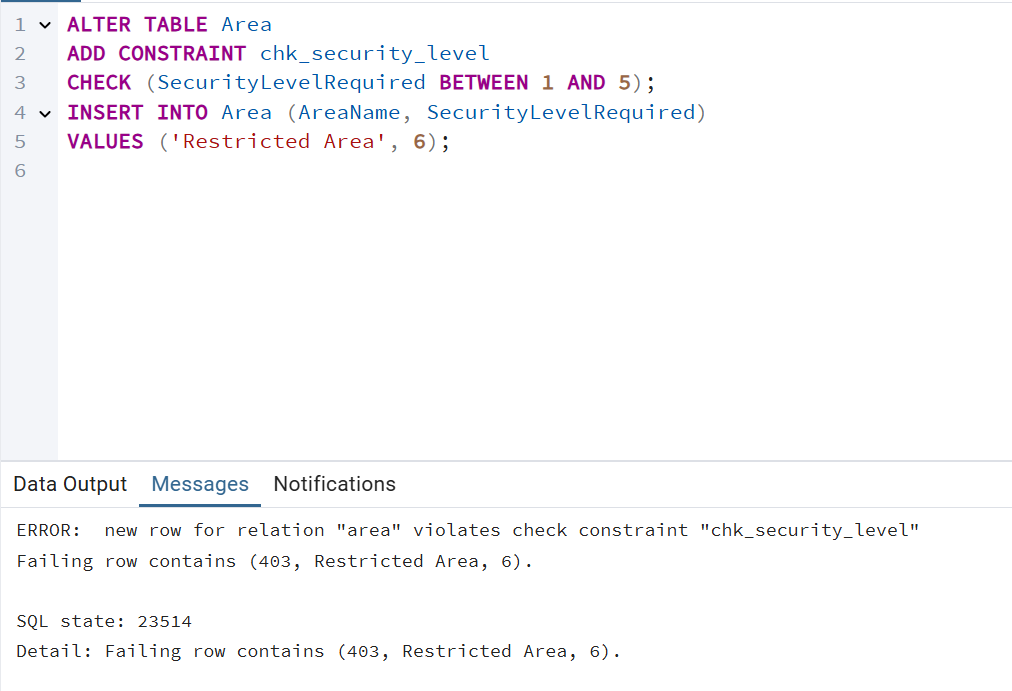 1 ALTER TABLE Area
2 ADD CONSTRAINT chk_security_level
3 CHECK (SecurityLevelRequired BETWEEN 1 AND 5);
4 INSERT INTO Area (AreaName, SecurityLevelRequired)
5 VALUES ('Restricted Area', 6);
6
Data Output Messages Notifications
ERROR:  new row for relation "area" violates check constraint "chk_security_level"
Failing row contains (403, Restricted Area, 6).
SQL state: 23514
Detail: Failing row contains (403, Restricted Area, 6).